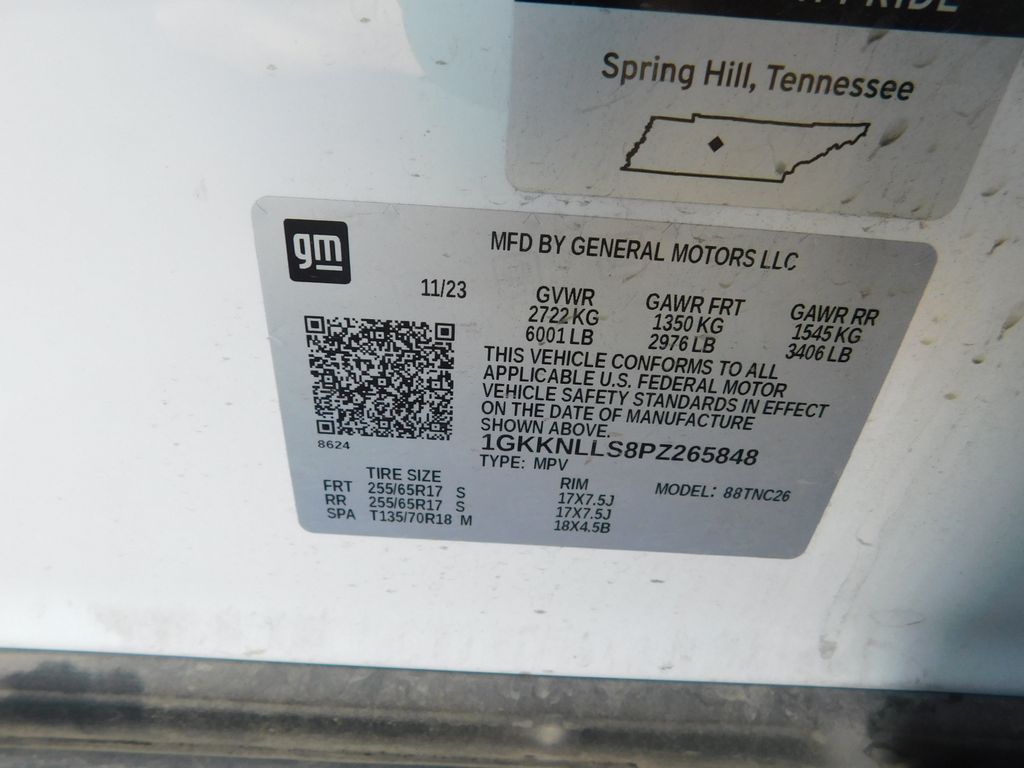 PRIDE
Spring Hill, Tennessee
gm
MFD BY GENERAL MOTORS LLC
11/23
GVWR
2722 KG
6001 LB
GAWR FRT
1350 KG
2976 LB
GAWR RR
1545 KG
3406 LB
THIS VEHICLE CONFORMS TO ALL
APPLICABLE U.S. FEDERAL MOTOR
VEHICLE SAFETY STANDARDS IN EFFECT
ON THE DATE OF MANUFACTURE
SHOWN ABOVE.
8624
1GKKNLLS8PZ265848
TYPE: MPV
MODEL: 88TNC26
TIRE SIZE
RIM
FRT 255/65R17 S 17X7.5J
RR 255/65R17 S 17X7.5J
SPA T135/70R18 M 18X4.5B